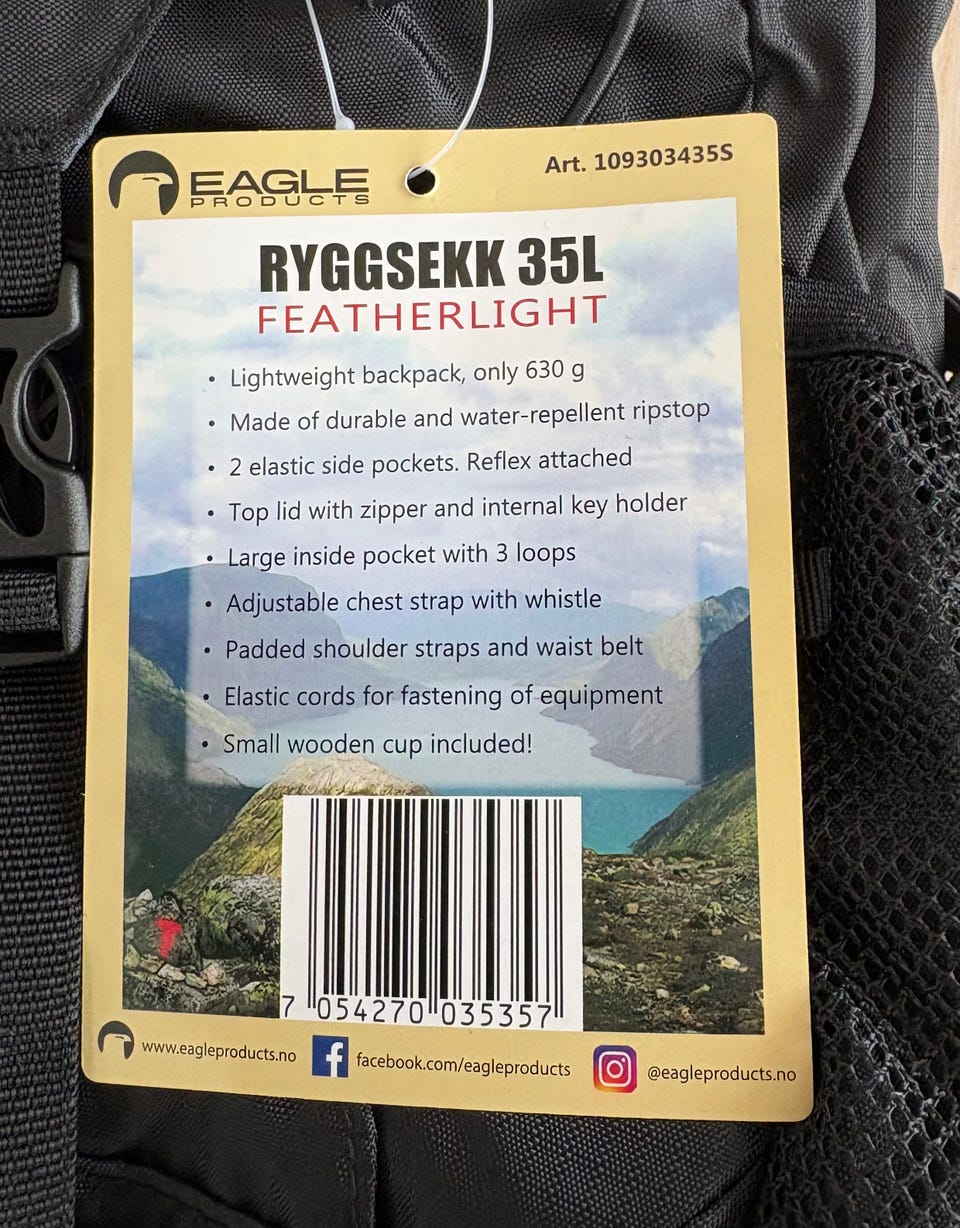 EAGLE
PRODUCTS
Art. 109303435S
RYGGSEKK 35L
FEATHERLIGHT
• Lightweight backpack, only 630 g
• Made of durable and water-repellent ripstop
• 2 elastic side pockets. Reflex attached
• Top lid with zipper and internal key holder
• Large inside pocket with 3 loops
• Adjustable chest strap with whistle
• Padded shoulder straps and waist belt
• Elastic cords for fastening of equipment
• Small wooden cup included!
T
7 054270 035357
www.eagleproducts.no
f facebook.com/eagleproducts
@eagleproducts.no